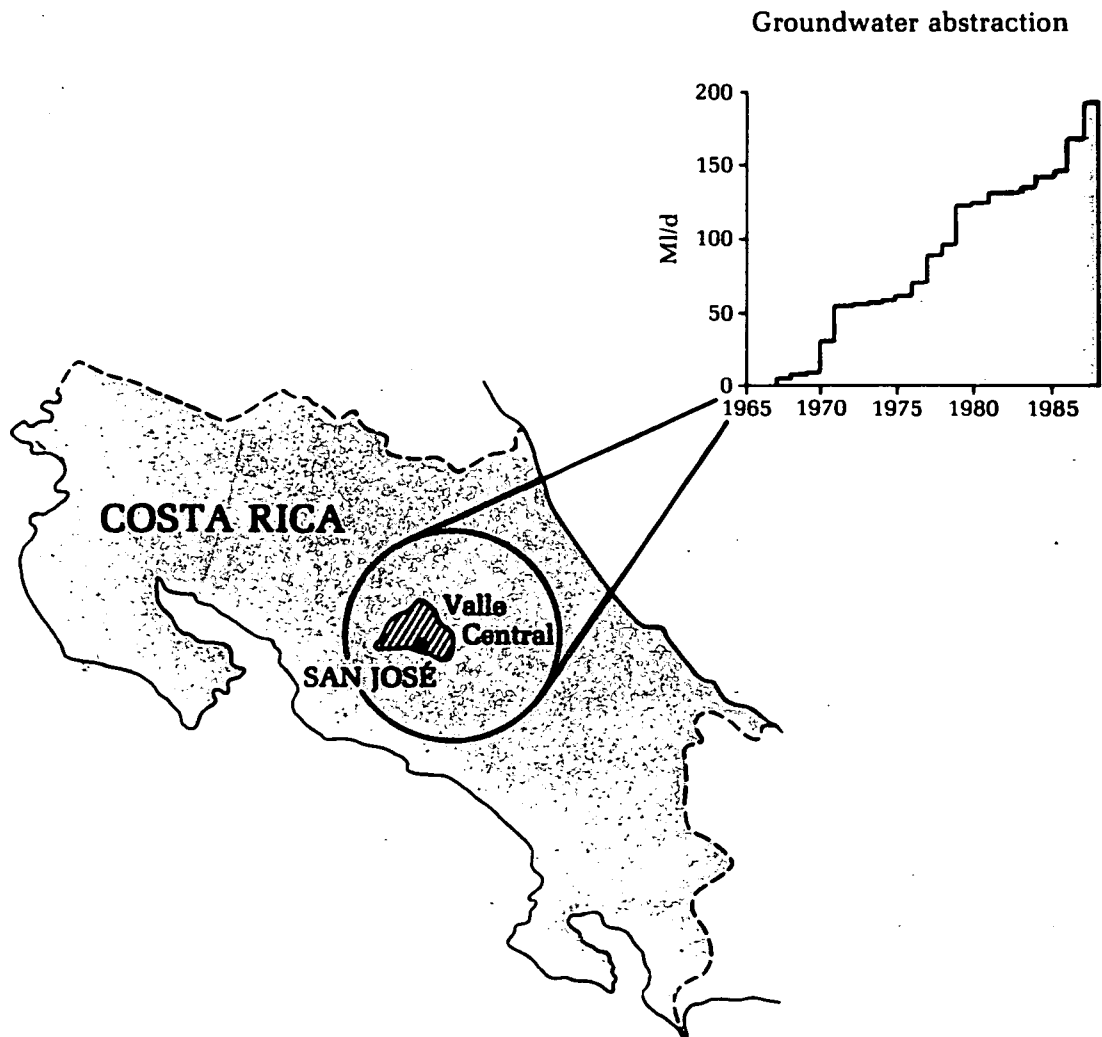 Groundwater abstraction
200
150
100
50
0
Ml/d
1965 1970 1975 1980 1985
COSTA RICA
Valle
Central
SAN JOSÉ